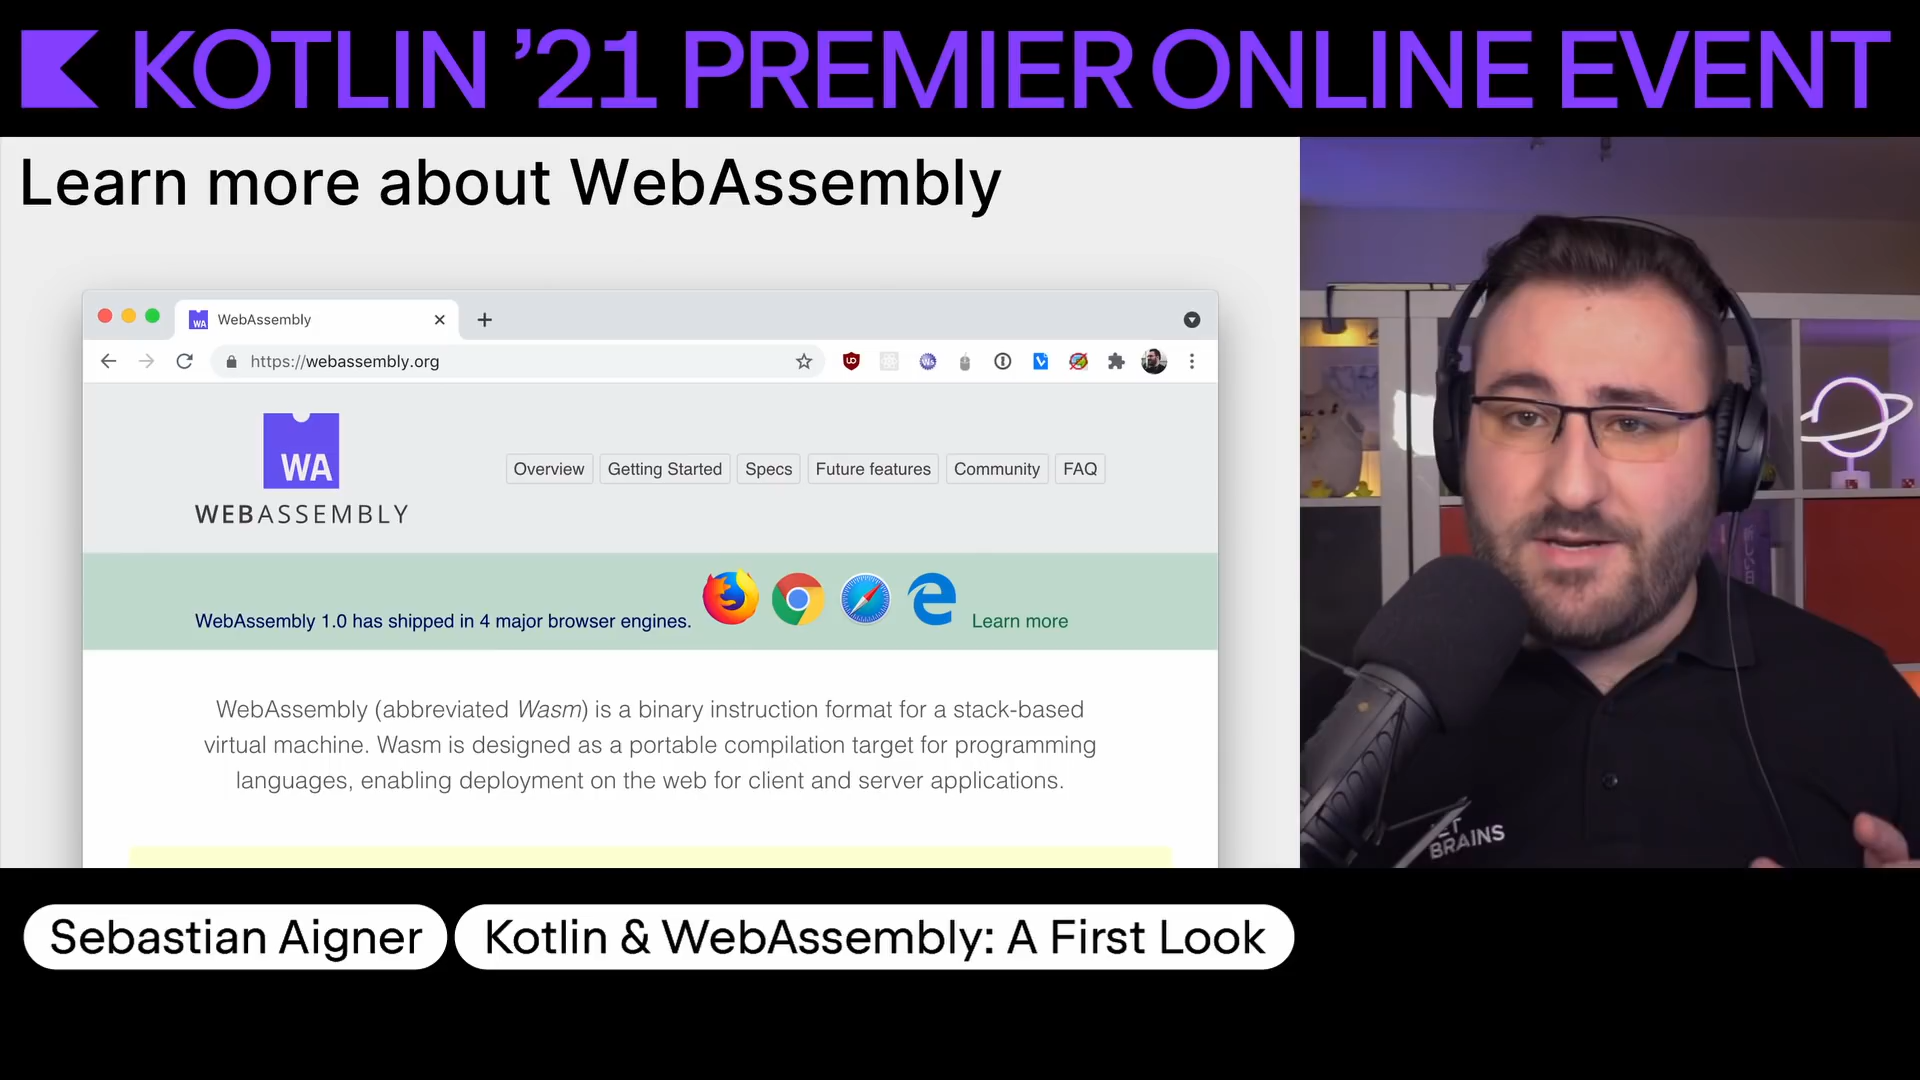 KOTLIN ’21 PREMIER ONLINE EVENT
Learn more about WebAssembly
WA WebAssembly
https://webassembly.org
WA
WEBASSEMBLY
Overview Getting Started Specs Future features Community FAQ
WebAssembly 1.0 has shipped in 4 major browser engines. Learn more
WebAssembly (abbreviated Wasm) is a binary instruction format for a stack-based
virtual machine. Wasm is designed as a portable compilation target for programming
languages, enabling deployment on the web for client and server applications.
BRAINS
Sebastian Aigner Kotlin & WebAssembly: A First Look